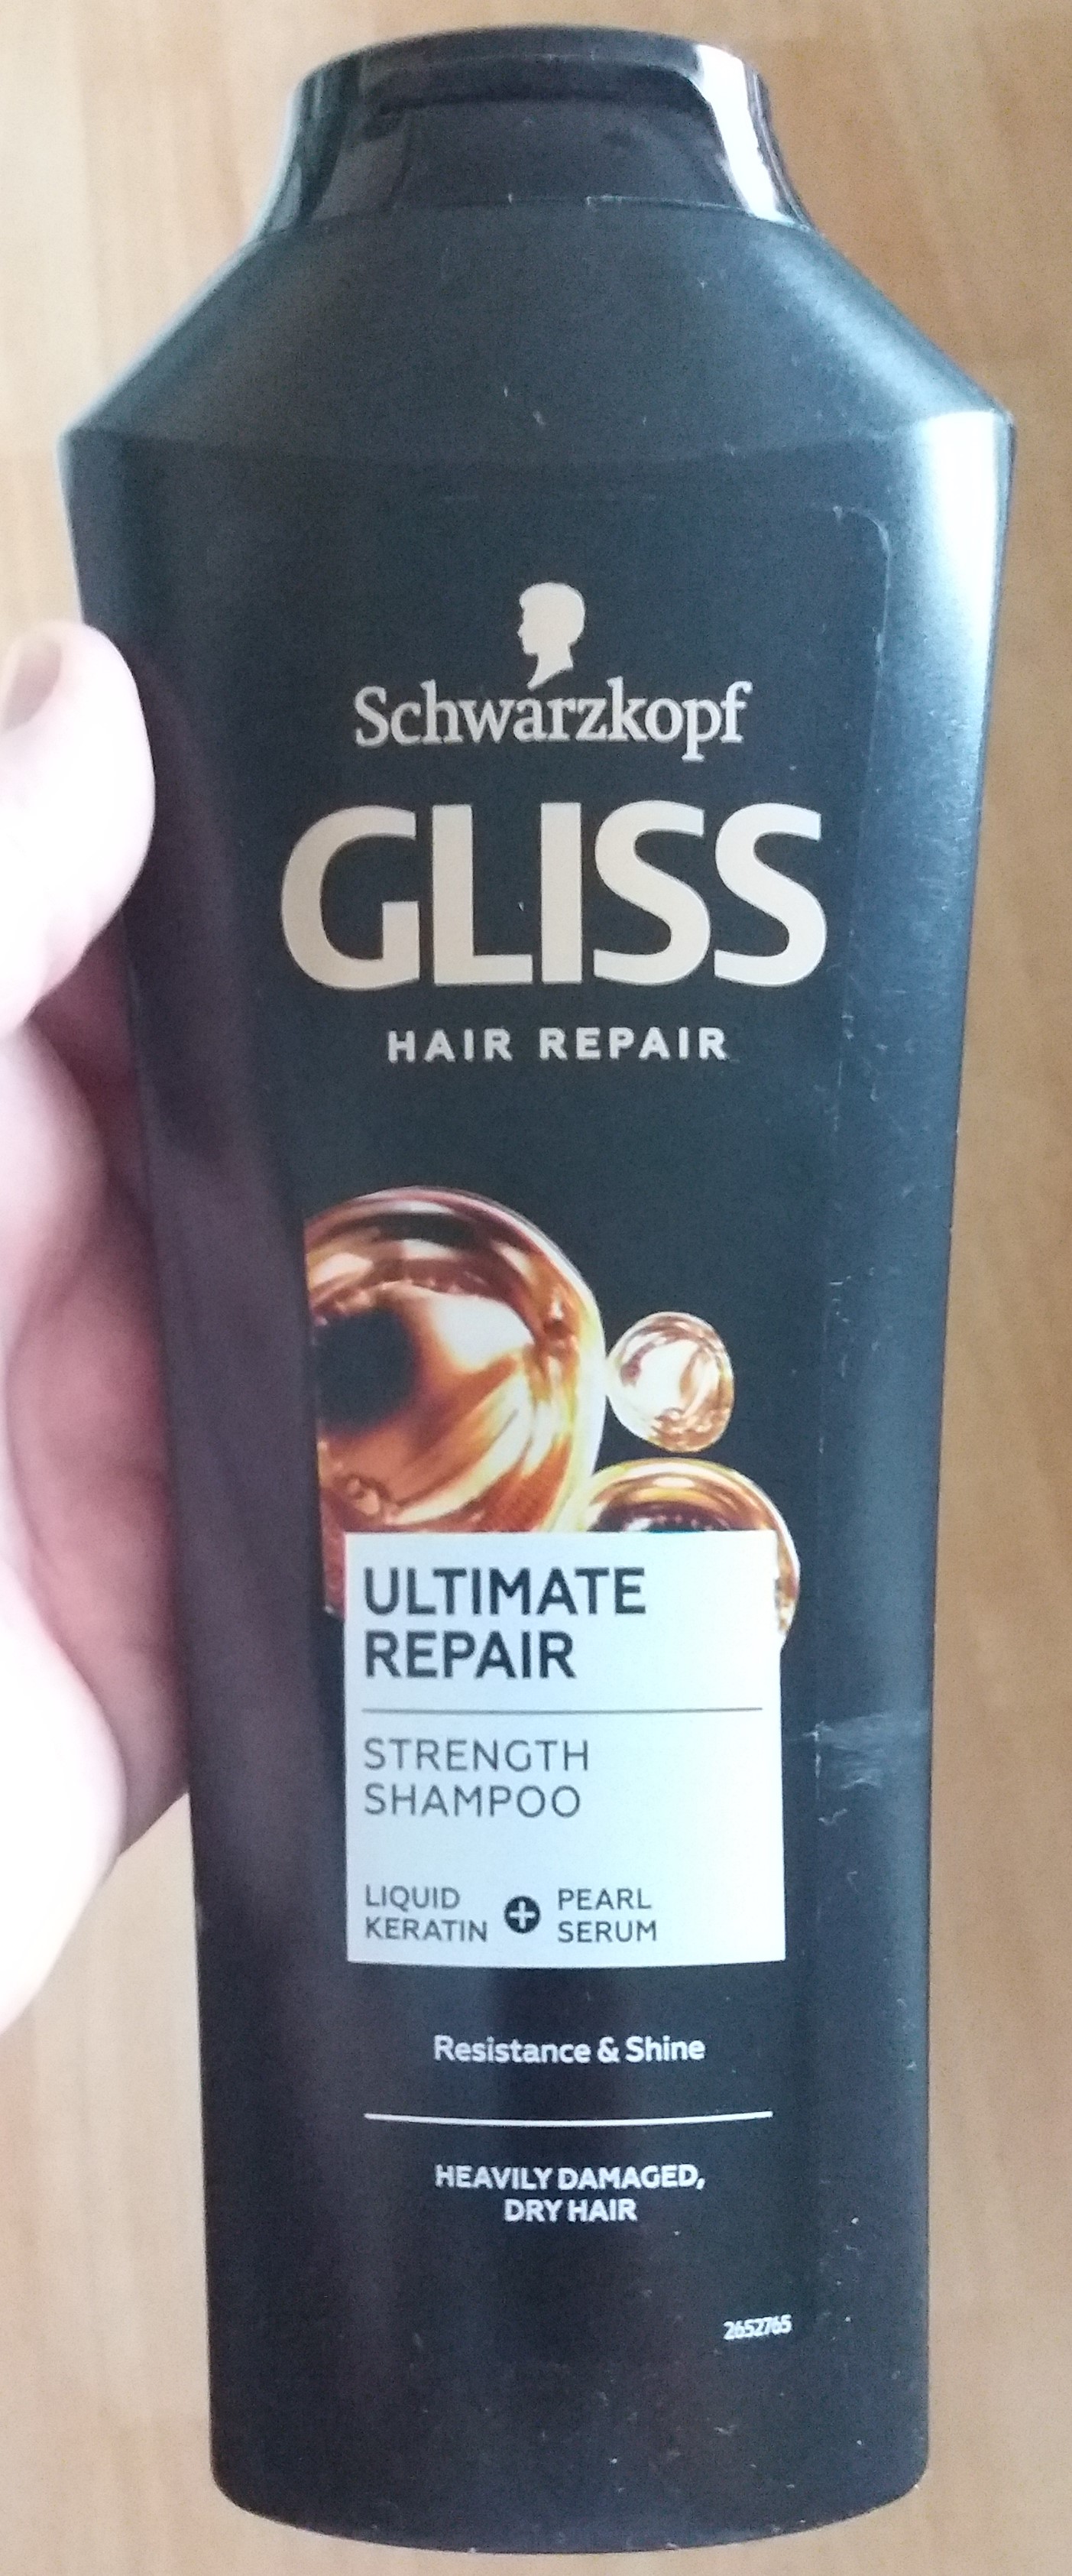 Schwarzkopf
GLISS
HAIR REPAIR
ULTIMATE
REPAIR
STRENGTH
SHAMPOO
LIQUID
KERATIN
+
PEARL
SERUM
Resistance & Shine
HEAVILY DAMAGED,
DRY HAIR
2652765